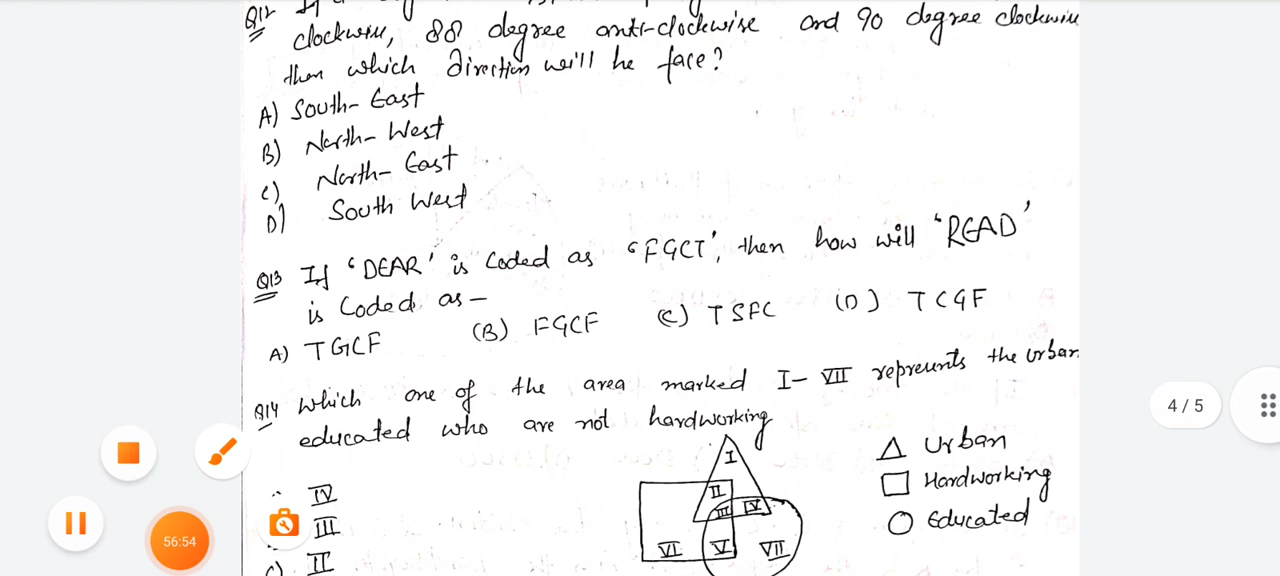 Q12
clockwise, 88 degree anti-clockwise and 90 degree clockwise
then which direction will he face?
A) South-East
B) North-West
C) North-East
D) South West
Q13 If 'DEAR' is coded as 'FGCT', then how will 'READ'
is coded as —
A) TGCF (B) FGCF (C) TSFC (D) TCGF
Q14 Which one of the area marked I- VII represents the urban
educated who are not hardworking
IV
III
II
I
II
III
IV
VI
V
VII
△ Urban
□ Hardworking
○ Educated
4 / 5
56:54